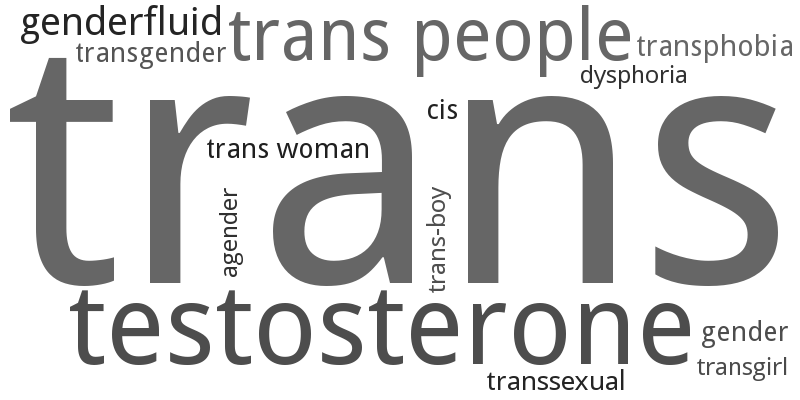 genderfluid
trans people
transgender
transphobia
dysphoria
trans
cis
trans woman
agender
trans-boy
testosterone
gender
transgirl
transsexual